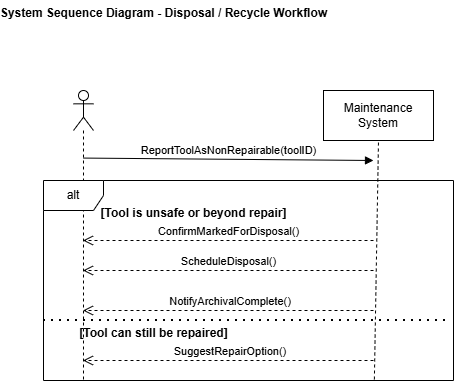 System Sequence Diagram - Disposal / Recycle Workflow
Maintenance
System
ReportToolAsNonRepairable(toolID)
alt
[Tool is unsafe or beyond repair]
ConfirmMarkedForDisposal()
ScheduleDisposal()
NotifyArchivalComplete()
[Tool can still be repaired]
SuggestRepairOption()